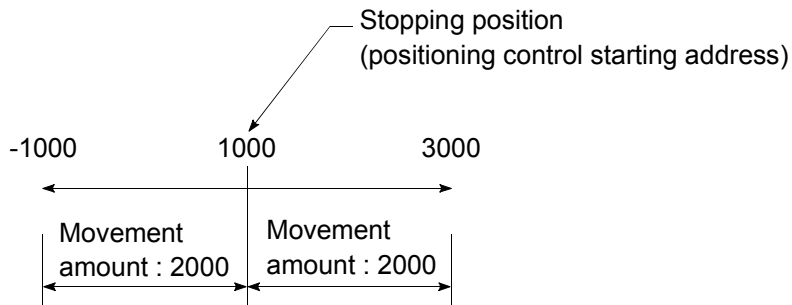 Stopping position
(positioning control starting address)
-1000 1000 3000
Movement amount : 2000
Movement amount : 2000